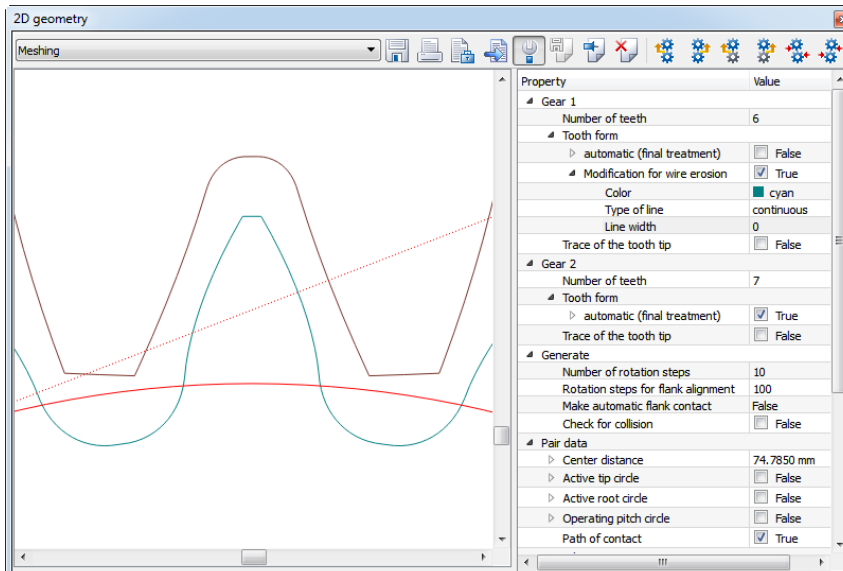 2D geometry
Meshing
Property Value
Gear 1
Number of teeth 6
Tooth form
automatic (final treatment) False
Modification for wire erosion True
Color cyan
Type of line continuous
Line width 0
Trace of the tooth tip False
Gear 2
Number of teeth 7
Tooth form
automatic (final treatment) True
Trace of the tooth tip False
Generate
Number of rotation steps 10
Rotation steps for flank alignment 100
Make automatic flank contact False
Check for collision False
Pair data
Center distance 74.7850 mm
Active tip circle False
Active root circle False
Operating pitch circle False
Path of contact True